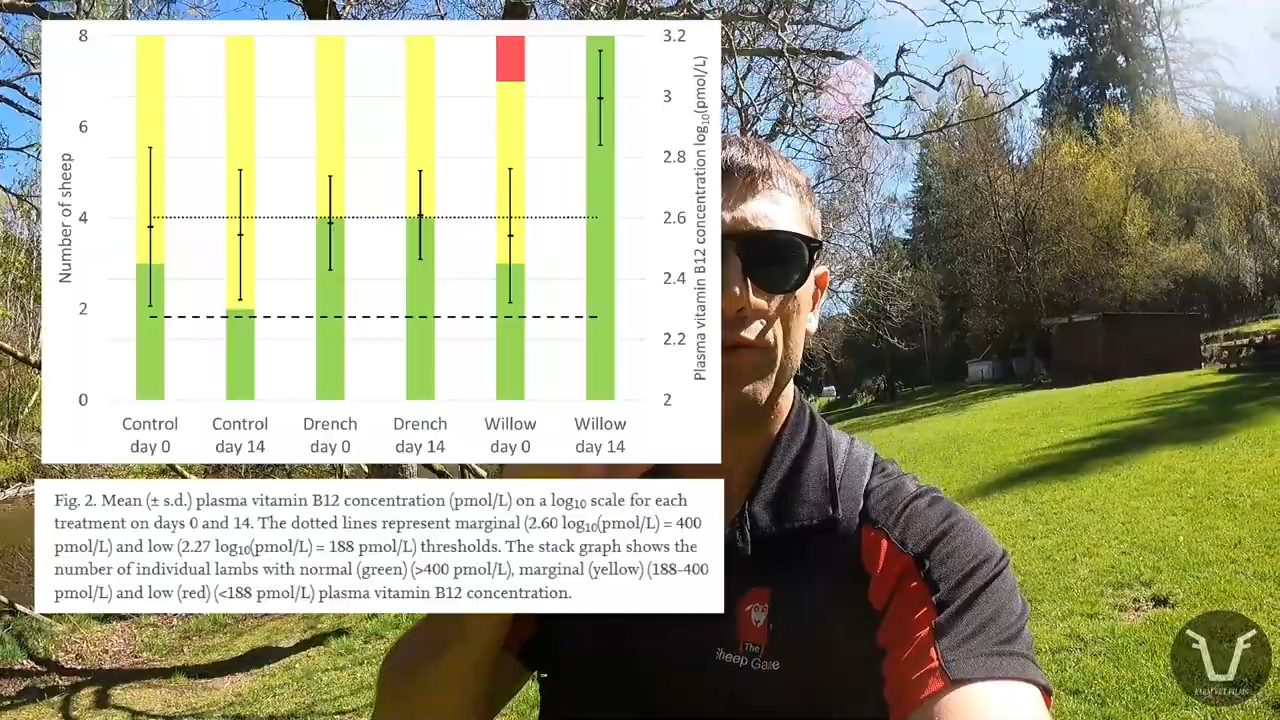 8
6
4
2
0
Number of sheep
3.2
3
2.8
2.6
2.4
2.2
2
Plasma vitamin B12 concentration log₁₀(pmol/L)
Control day 0
Control day 14
Drench day 0
Drench day 14
Willow day 0
Willow day 14
Fig. 2. Mean (± s.d.) plasma vitamin B12 concentration (pmol/L) on a log₁₀ scale for each
treatment on days 0 and 14. The dotted lines represent marginal (2.60 log₁₀(pmol/L) = 400
pmol/L) and low (2.27 log₁₀(pmol/L) = 188 pmol/L) thresholds. The stack graph shows the
number of individual lambs with normal (green) (>400 pmol/L), marginal (yellow) (188-400
pmol/L) and low (red) (<188 pmol/L) plasma vitamin B12 concentration.
The
Sheep Game
FARM VET FILMS